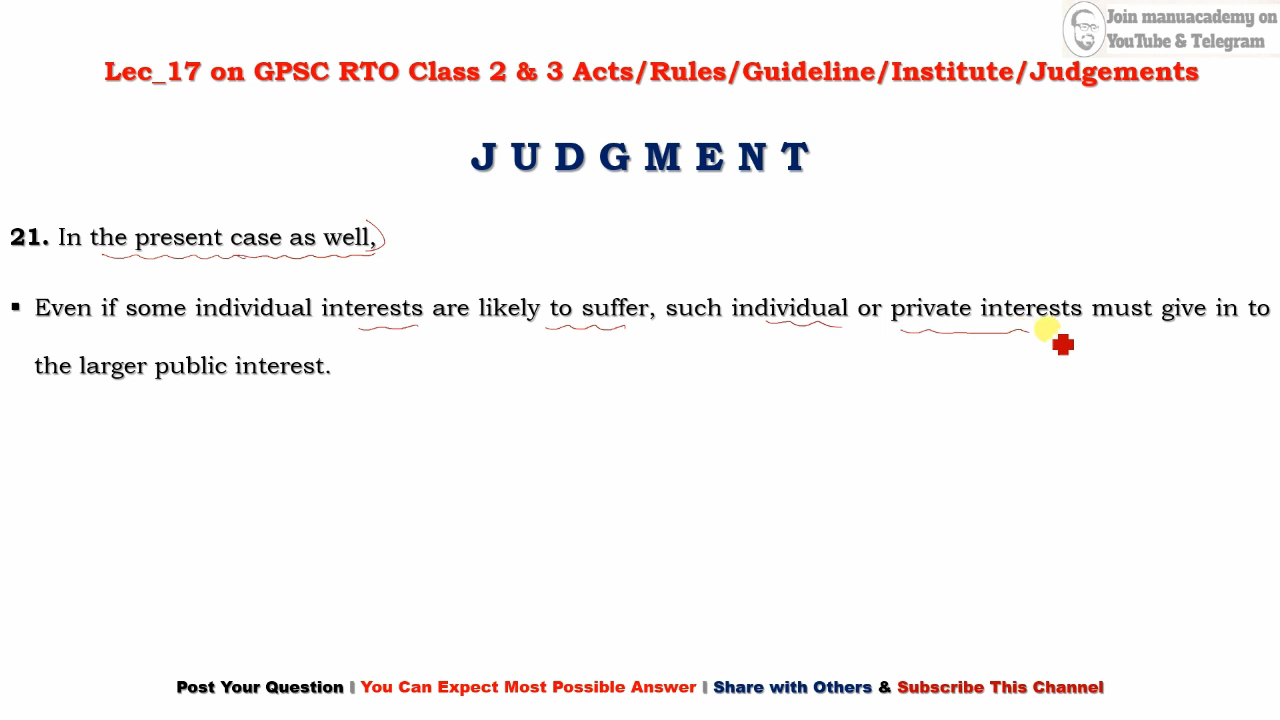 Join manuacademy on
YouTube & Telegram
Lec_17 on GPSC RTO Class 2 & 3 Acts/Rules/Guideline/Institute/Judgements
J U D G M E N T
21. In the present case as well,
▪ Even if some individual interests are likely to suffer, such individual or private interests must give in to
the larger public interest.
Post Your Question | You Can Expect Most Possible Answer | Share with Others & Subscribe This Channel